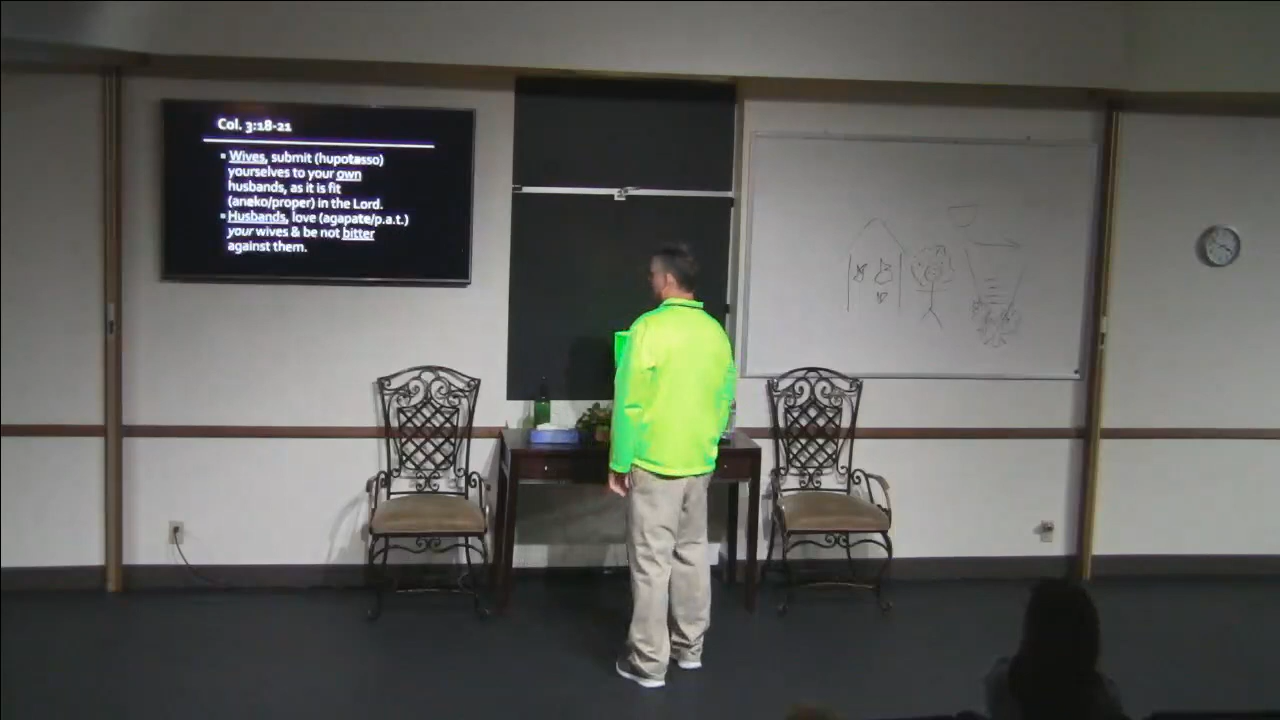 Col. 3:18-21
▪ Wives, submit (hupotasso)
yourselves to your own
husbands, as it is fit
(aneko/proper) in the Lord.
▪ Husbands, love (agapate/p.a.t.)
your wives & be not bitter
against them.